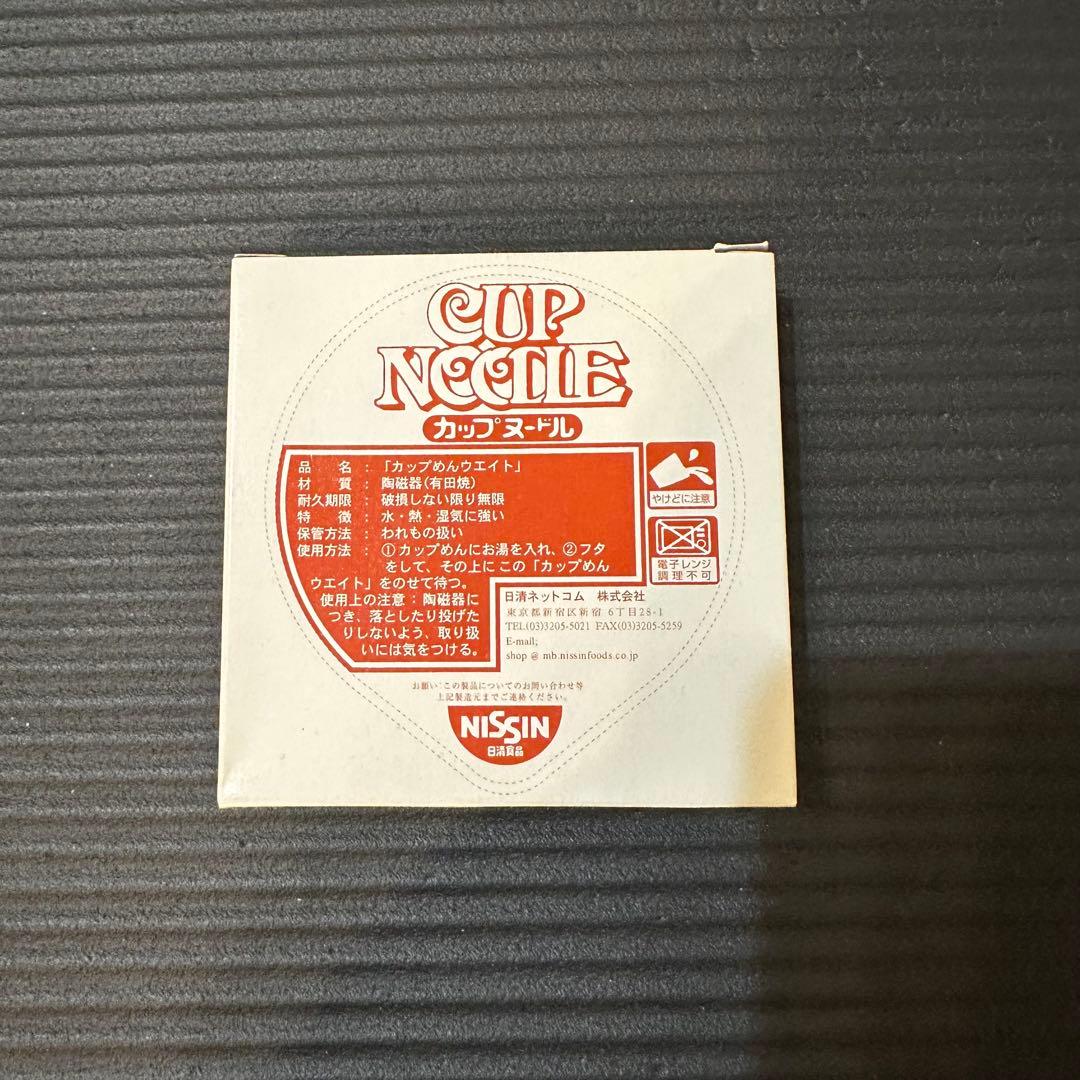 CUP
NOODLE
カップヌードル
品　　名：「カップめんウエイト」
材　　質：陶磁器(有田焼)
耐久期限：破損しない限り無限
特　　徴：水・熱・湿気に強い
保管方法：われもの扱い
使用方法：①カップめんにお湯を入れ、②フタ
をして、その上にこの「カップめん
ウエイト」をのせて待つ。
使用上の注意：陶磁器に
つき、落としたり投げた
りしないよう、取り扱
いには気をつける。
やけどに注意
電子レンジ
調理不可
日清ネットコム　株式会社
東京都新宿区新宿 6丁目28-1
TEL(03)3205-5021 FAX(03)3205-5259
E-mail;
shop @ mb.nissinfoods.co.jp
お願い:この製品についてのお問い合わせ等
上記製造元までご連絡ください。
NISSIN
日清食品